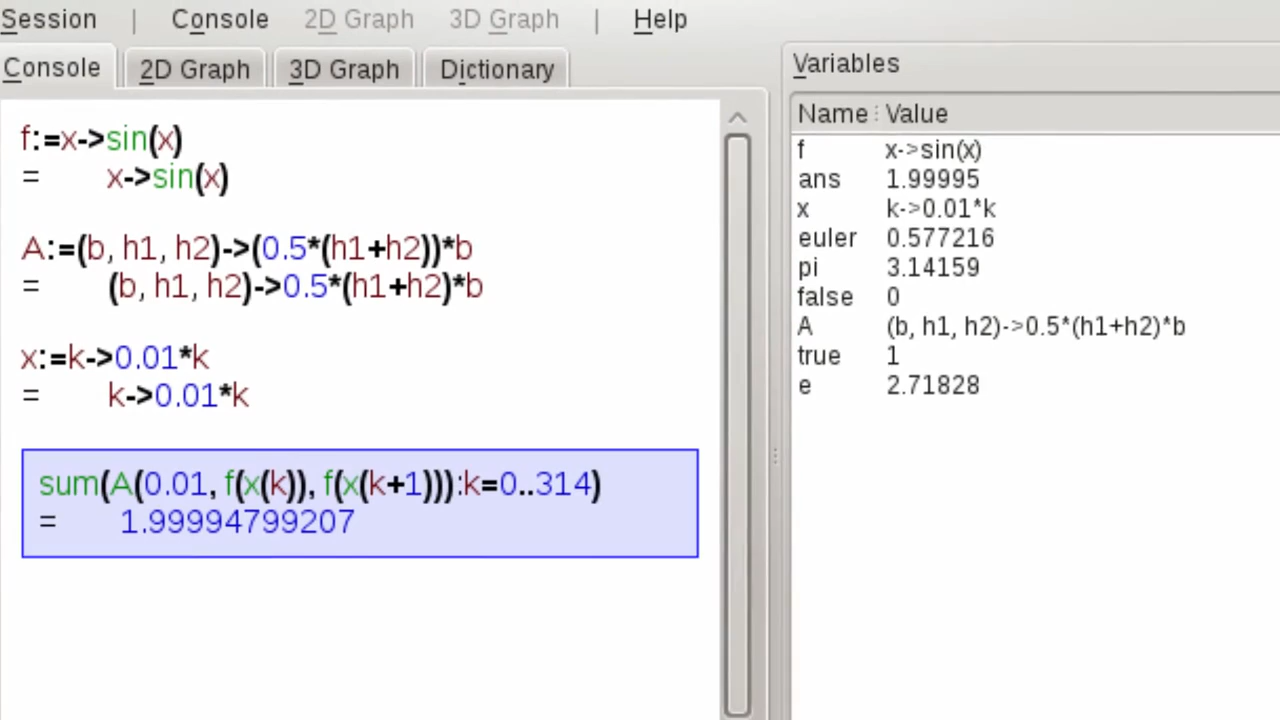 Session | Console 2D Graph 3D Graph | Help
Console 2D Graph 3D Graph Dictionary
f:=x->sin(x)
= x->sin(x)
A:=(b, h1, h2)->(0.5*(h1+h2))*b
= (b, h1, h2)->0.5*(h1+h2)*b
x:=k->0.01*k
= k->0.01*k
sum(A(0.01, f(x(k)), f(x(k+1))):k=0..314)
= 1.99994799207
Variables
Name Value
f x->sin(x)
ans 1.99995
x k->0.01*k
euler 0.577216
pi 3.14159
false 0
A (b, h1, h2)->0.5*(h1+h2)*b
true 1
e 2.71828